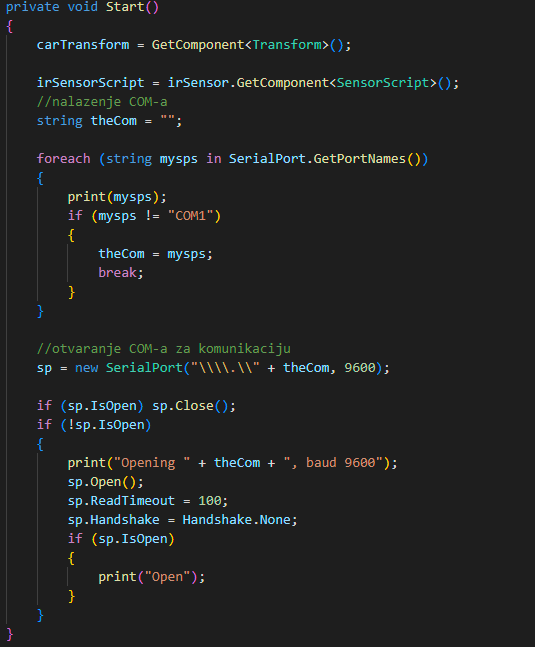 private void Start()
{
    carTransform = GetComponent<Transform>();

    irSensorScript = irSensor.GetComponent<SensorScript>();
    //nalazenje COM-a
    string theCom = "";

    foreach (string mysps in SerialPort.GetPortNames())
    {
        print(mysps);
        if (mysps != "COM1")
        {
            theCom = mysps;
            break;
        }
    }

    //otvaranje COM-a za komunikaciju
    sp = new SerialPort("\\\\.\\" + theCom, 9600);

    if (sp.IsOpen) sp.Close();
    if (!sp.IsOpen)
    {
        print("Opening " + theCom + ", baud 9600");
        sp.Open();
        sp.ReadTimeout = 100;
        sp.Handshake = Handshake.None;
        if (sp.IsOpen)
        {
            print("Open");
        }
    }
}